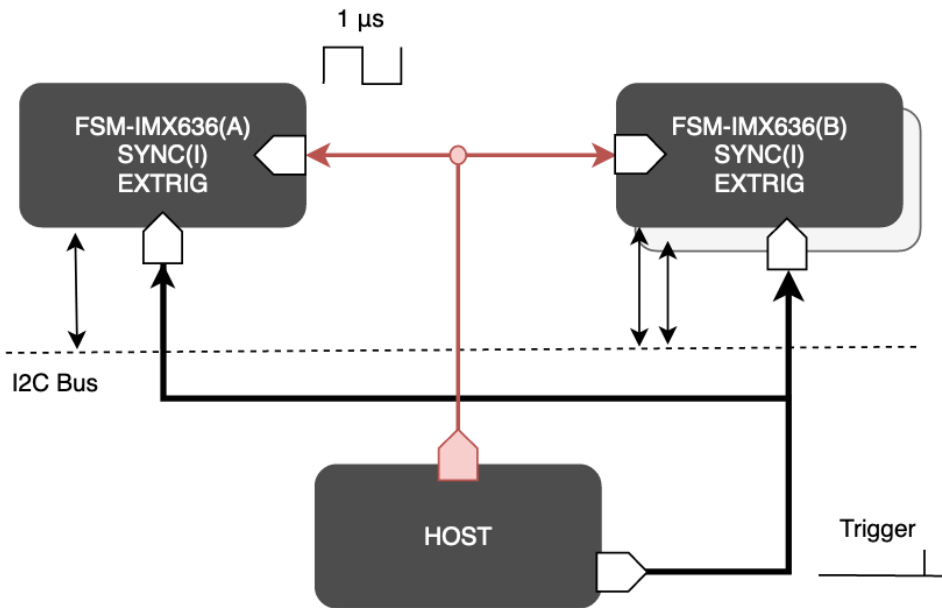 1 µs
FSM-IMX636(A)
SYNC(I)
EXTRIG
FSM-IMX636(B)
SYNC(I)
EXTRIG
I2C Bus
HOST
Trigger